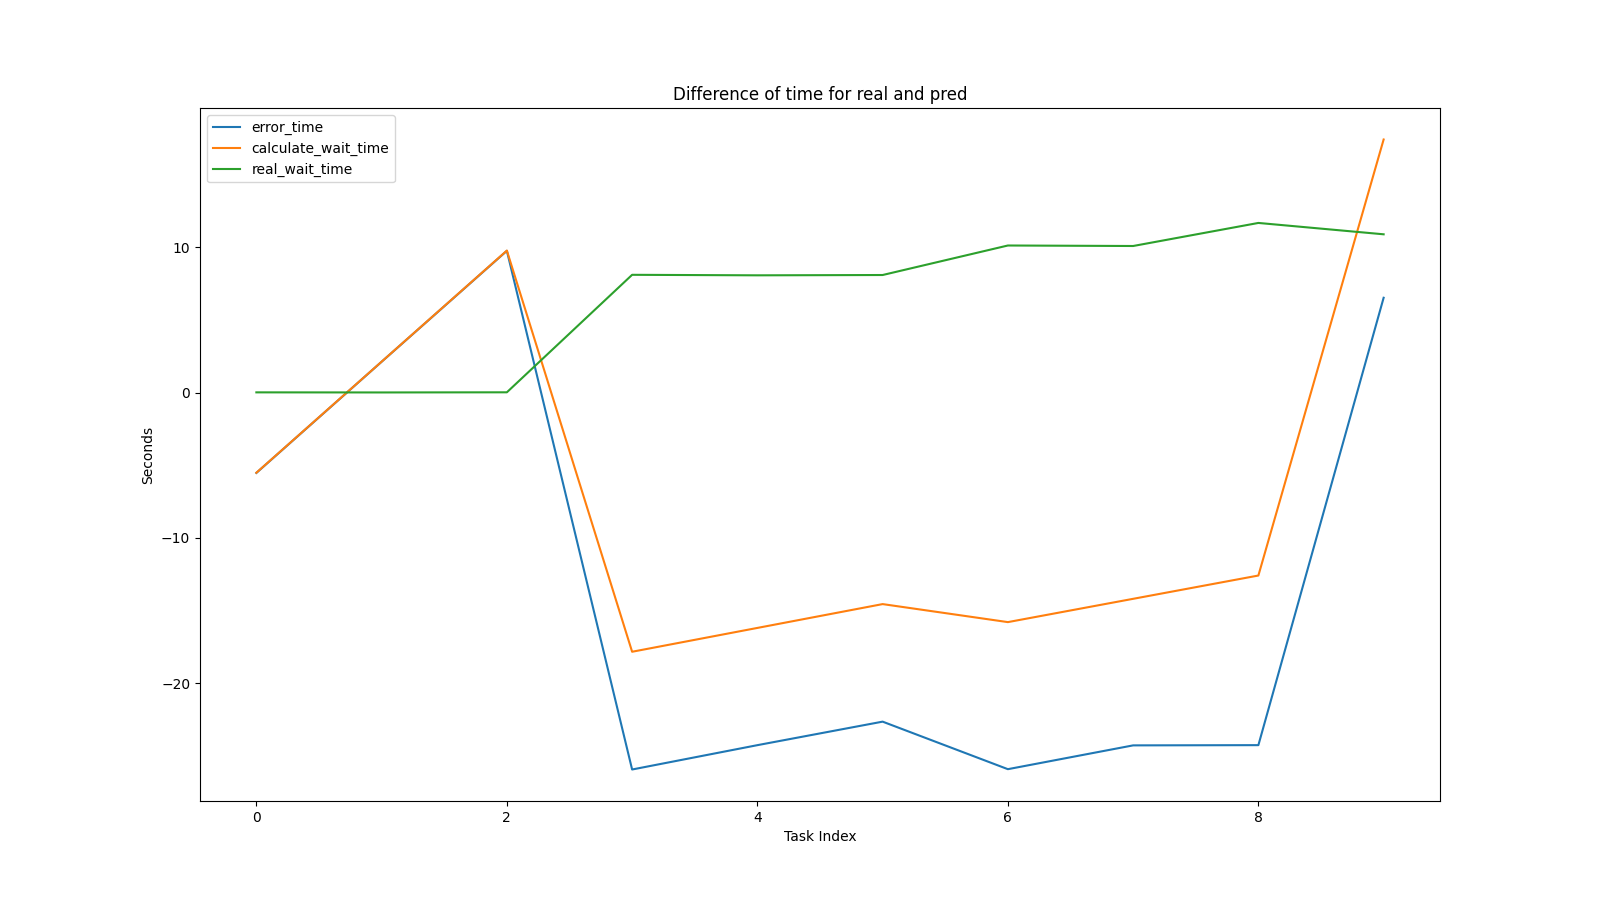 Difference of time for real and pred
error_time
calculate_wait_time
real_wait_time
10
0
−10
−20
Seconds
0 2 4 6 8
Task Index